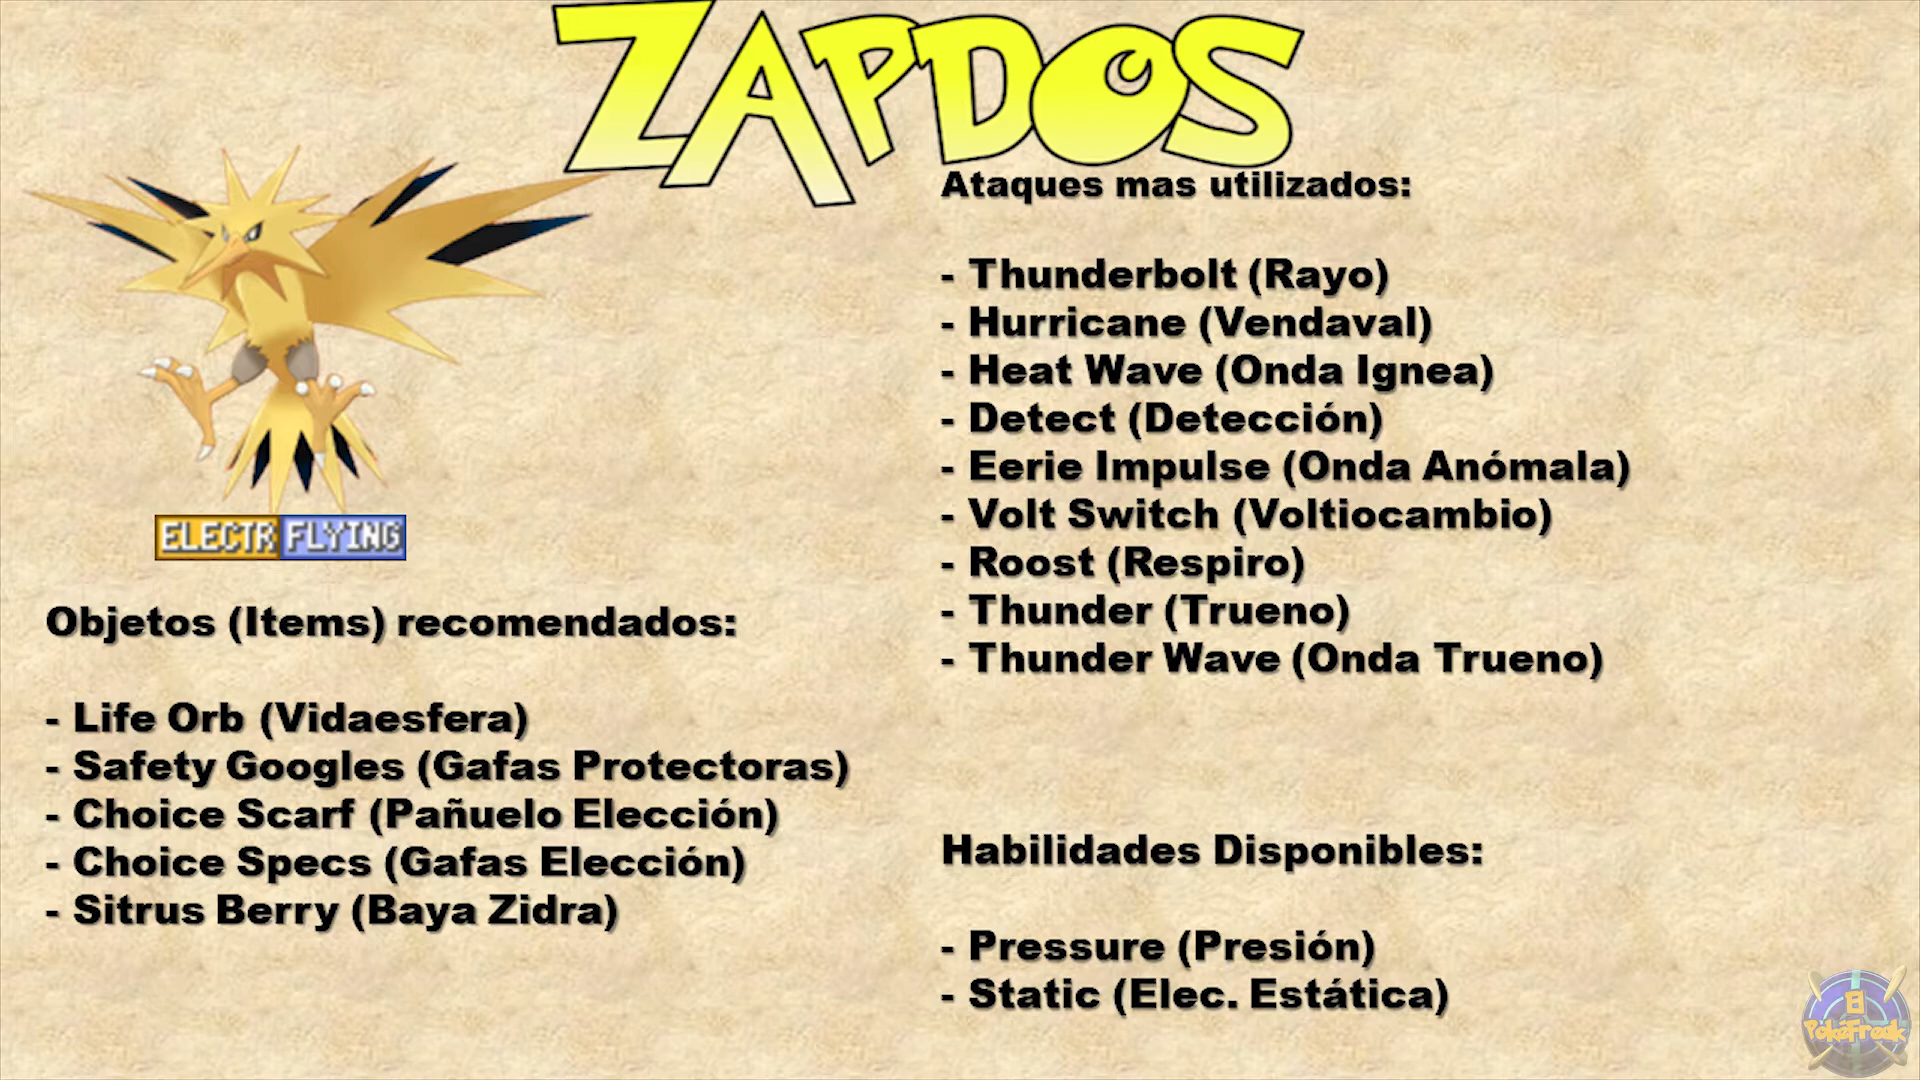 ZAPDOS
ELECTR FLYING
Objetos (Items) recomendados:
- Life Orb (Vidaesfera)
- Safety Googles (Gafas Protectoras)
- Choice Scarf (Pañuelo Elección)
- Choice Specs (Gafas Elección)
- Sitrus Berry (Baya Zidra)
Ataques mas utilizados:
- Thunderbolt (Rayo)
- Hurricane (Vendaval)
- Heat Wave (Onda Ignea)
- Detect (Detección)
- Eerie Impulse (Onda Anómala)
- Volt Switch (Voltiocambio)
- Roost (Respiro)
- Thunder (Trueno)
- Thunder Wave (Onda Trueno)
Habilidades Disponibles:
- Pressure (Presión)
- Static (Elec. Estática)
El
PokéFreak